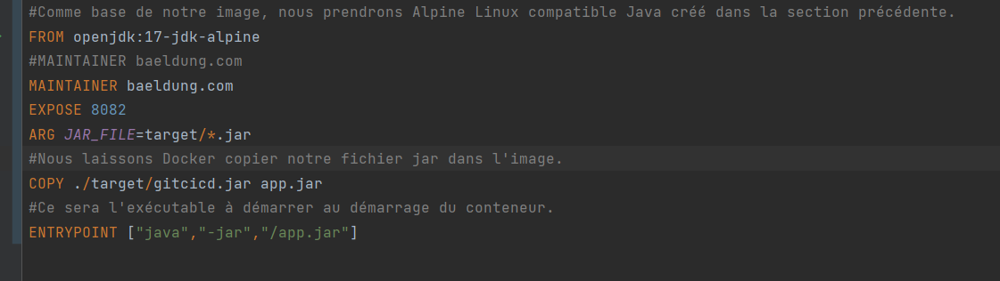 #Comme base de notre image, nous prendrons Alpine Linux compatible Java créé dans la section précédente.
FROM openjdk:17-jdk-alpine
#MAINTAINER baeldung.com
MAINTAINER baeldung.com
EXPOSE 8082
ARG JAR_FILE=target/*.jar
#Nous laissons Docker copier notre fichier jar dans l'image.
COPY ./target/gitcicd.jar app.jar
#Ce sera l'exécutable à démarrer au démarrage du conteneur.
ENTRYPOINT ["java","-jar","/app.jar"]